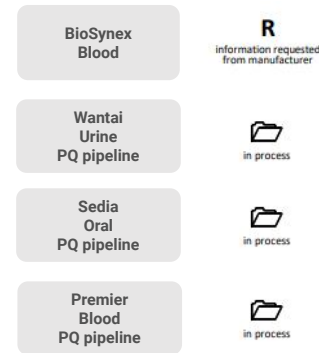 BioSynex
Blood
R
information requested
from manufacturer
Wantai
Urine
PQ pipeline
in process
Sedia
Oral
PQ pipeline
in process
Premier
Blood
PQ pipeline
in process